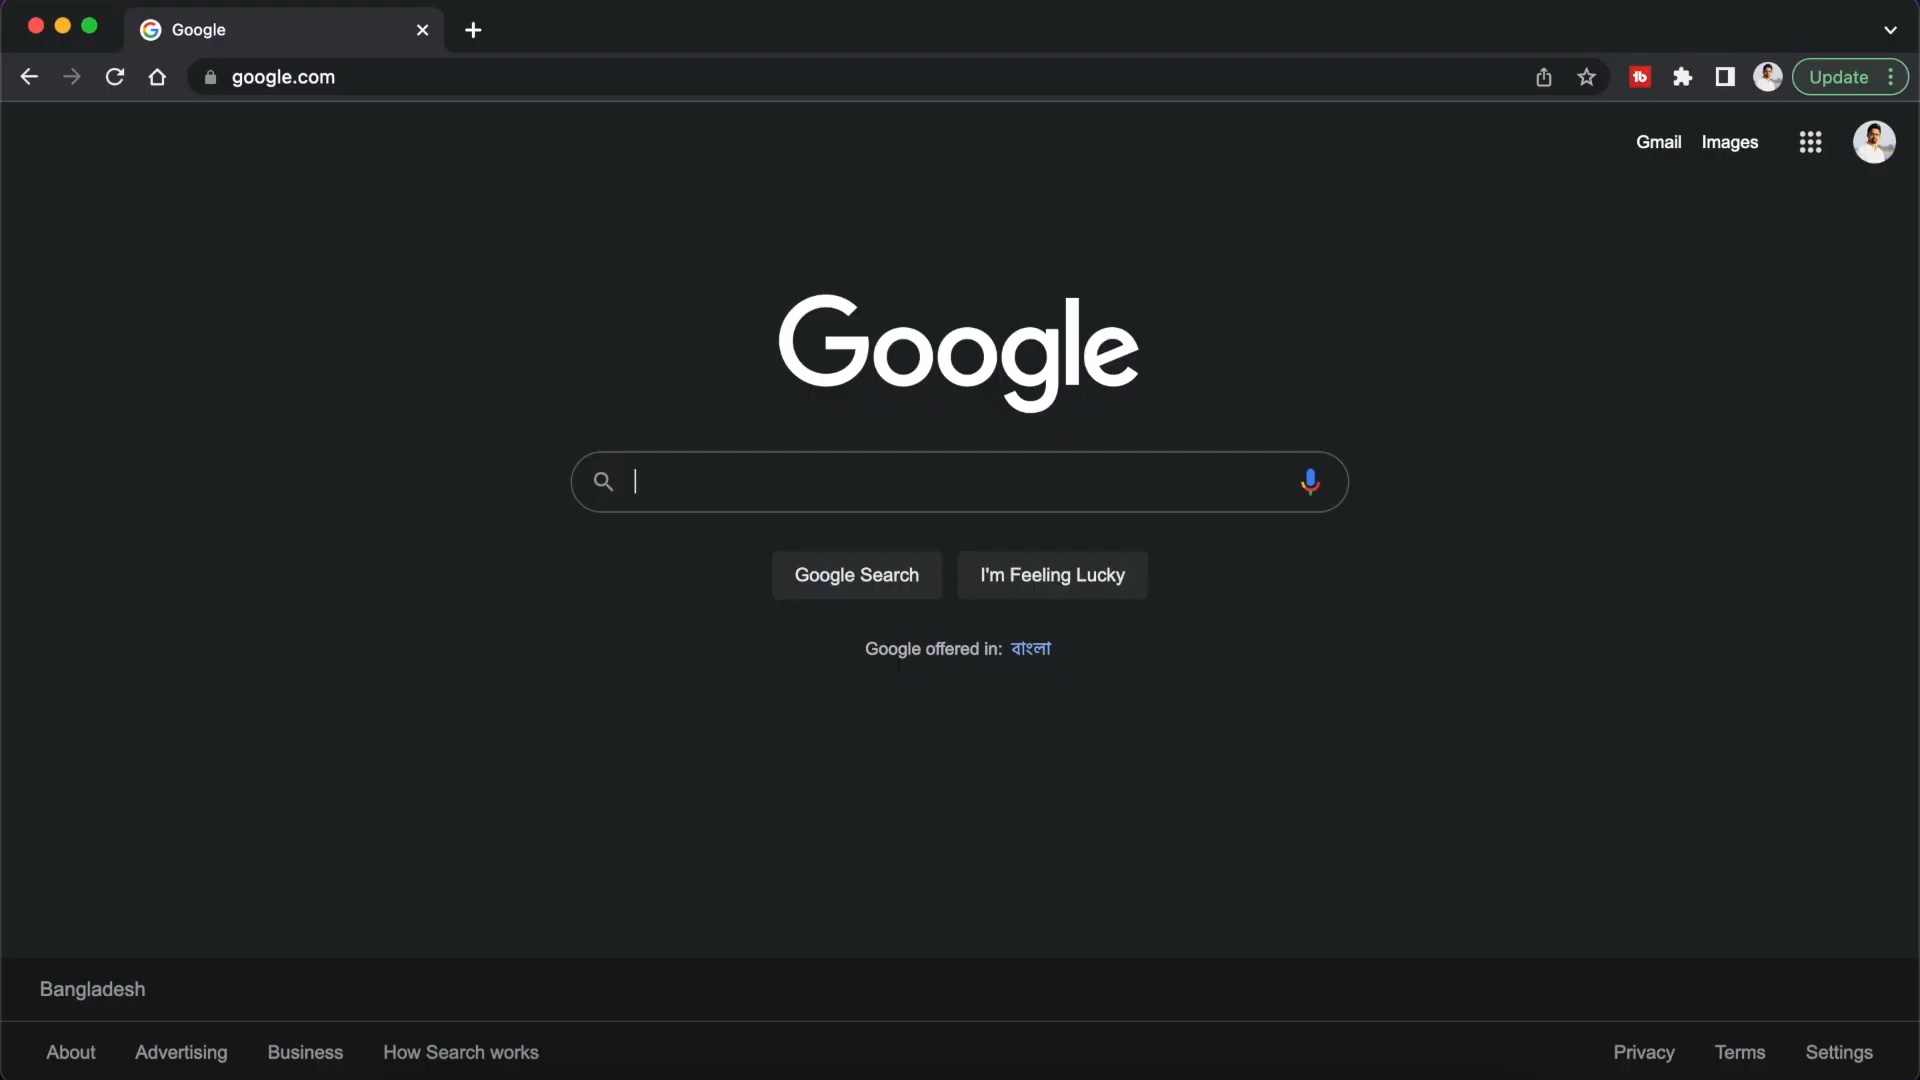 Google
google.com
Update
Gmail Images
Google
Google Search I'm Feeling Lucky
Google offered in: বাংলা
Bangladesh
About Advertising Business How Search works Privacy Terms Settings